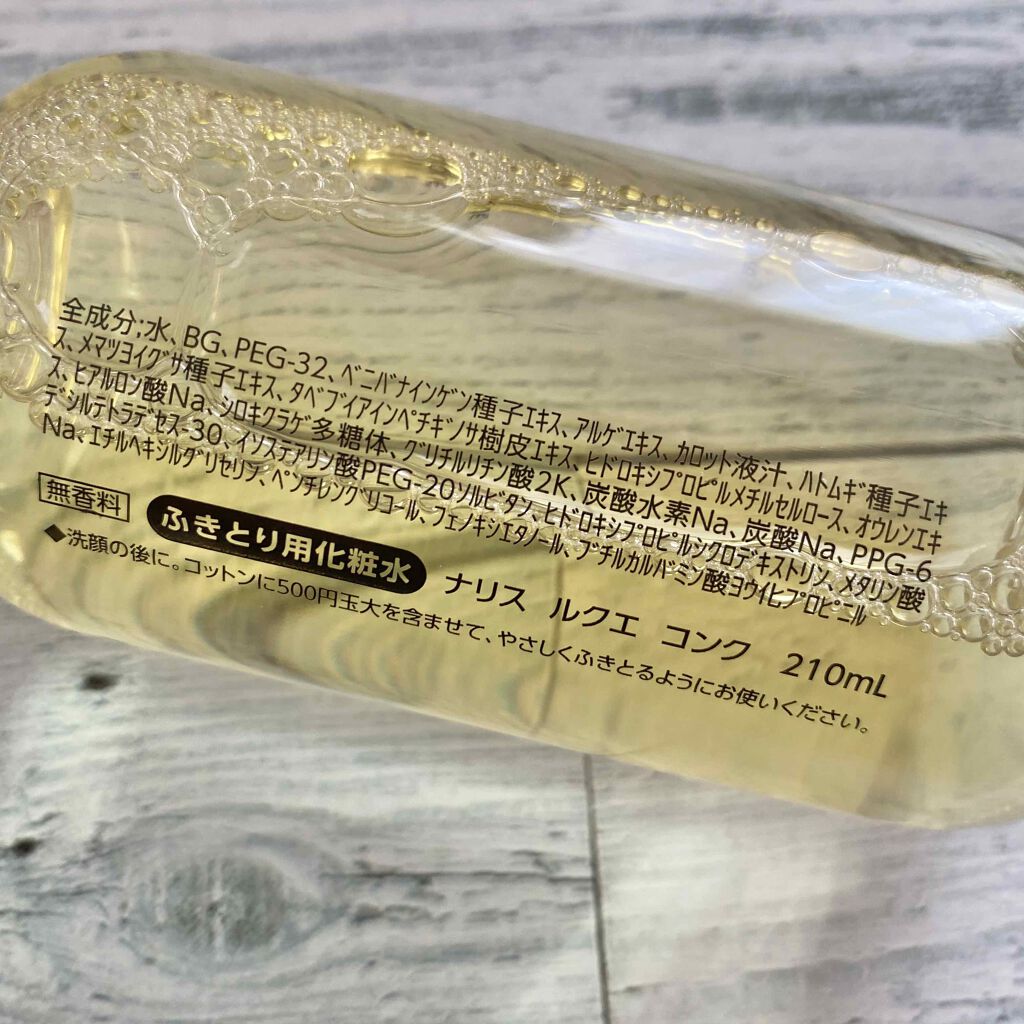 全成分;水、BG、PEG-32、ベニバナインゲン種子エキス、アルゲエキス、カロット液汁、ハトムギ種子エキ
ス、メマツヨイグサ種子エキス、タベブイアインペチギノサ樹皮エキス、ヒドロキシプロピルメチルセルロース、オウレンエキ
ス、ヒアルロン酸Na、シロキクラゲ多糖体、グリチルリチン酸2K、炭酸水素Na、炭酸Na、PPG-6
デシルテトラデセス-30、イソステアリン酸PEG-20ソルビタン、ヒドロキシプロピルシクロデキストリン、メタリン酸
Na、エチルヘキシルグリセリン、ペンチレングリコール、フェノキシエタノール、ブチルカルバミン酸ヨウ化プロピニル
無香料 ふきとり用化粧水 ナリス ルクエ コンク 210mL
◆洗顔の後に。コットンに500円玉大を含ませて、やさしくふきとるようにお使いください。